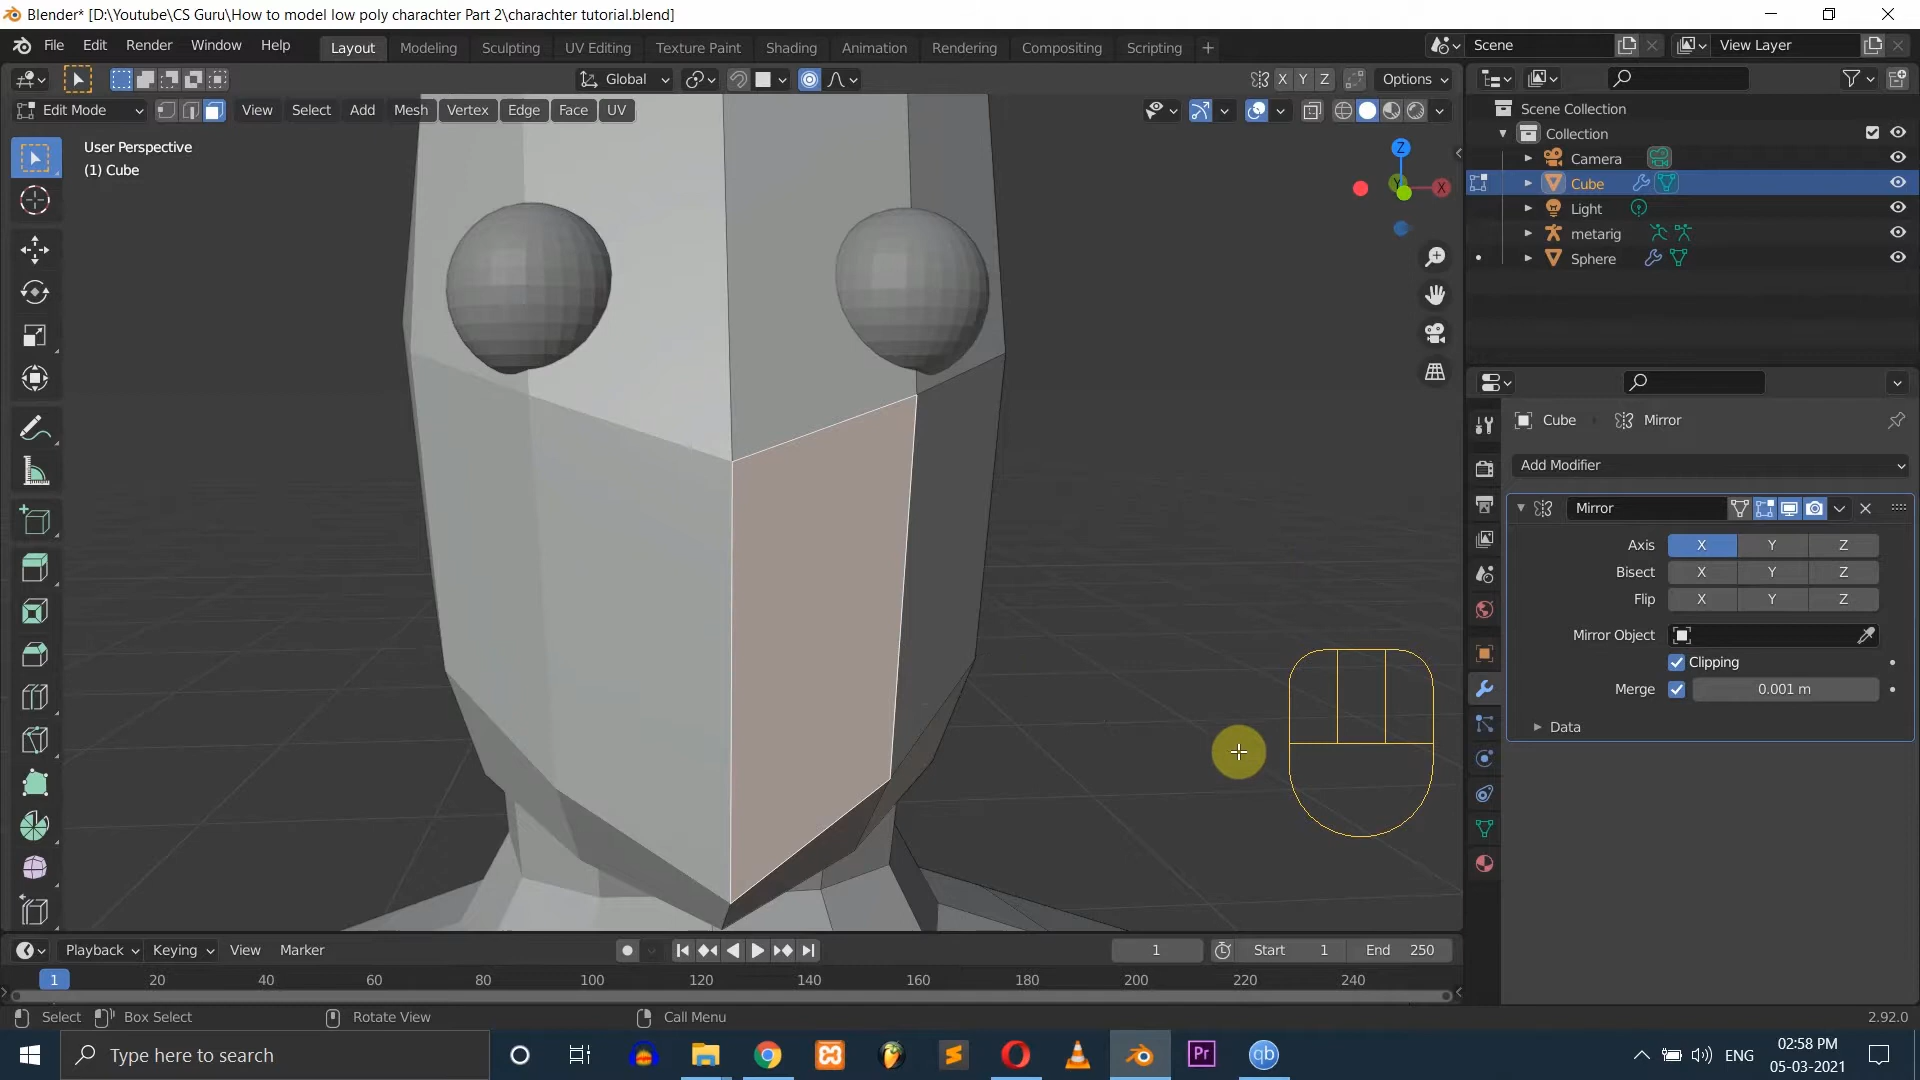 Blender* [D:\Youtube\CS Guru\How to model low poly charachter Part 2\charachter tutorial.blend]
File Edit Render Window Help Layout Modeling Sculpting UV Editing Texture Paint Shading Animation Rendering Compositing Scripting + Scene View Layer
Global X Y Z Options
Edit Mode View Select Add Mesh Vertex Edge Face UV
User Perspective
(1) Cube
Z
Y
X
Scene Collection
Collection
Camera
Cube
Light
metarig
Sphere
Cube Mirror
Add Modifier
Mirror
Axis X Y Z
Bisect X Y Z
Flip X Y Z
Mirror Object
Clipping
Merge 0.001 m
Data
Playback Keying View Marker 1 Start 1 End 250
1 20 40 60 80 100 120 140 160 180 200 220 240
Select Box Select Rotate View Call Menu 2.92.0
Type here to search Pr qb ENG 02:58 PM
05-03-2021